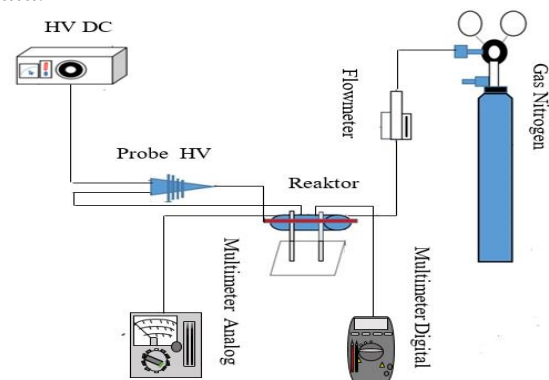 HV DC
Probe HV
Reaktor
Flowmeter
Gas Nitrogen
Multimeter Analog
Multimeter Digital